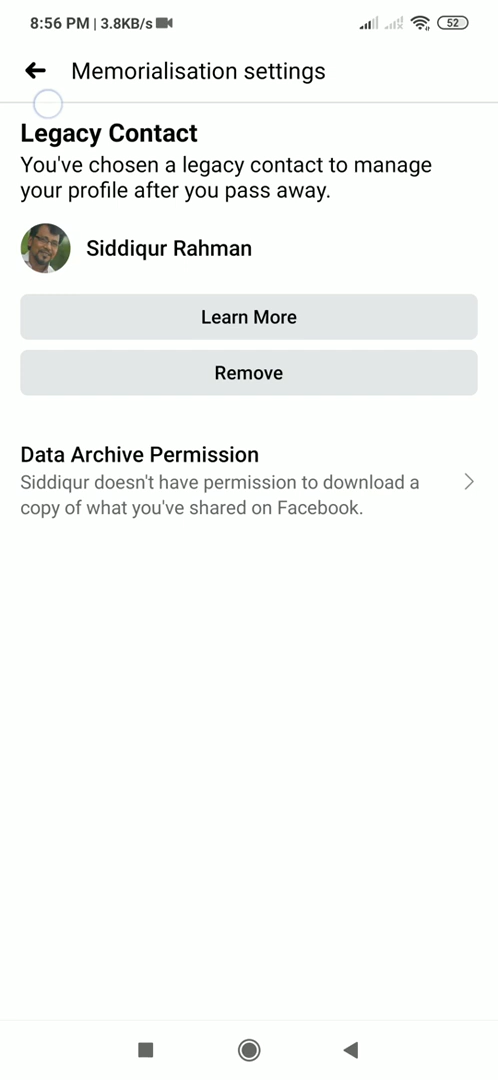 8:56 PM | 3.8KB/s 52
Memorialisation settings
Legacy Contact
You've chosen a legacy contact to manage
your profile after you pass away.
Siddiqur Rahman
Learn More
Remove
Data Archive Permission
Siddiqur doesn't have permission to download a
copy of what you've shared on Facebook.